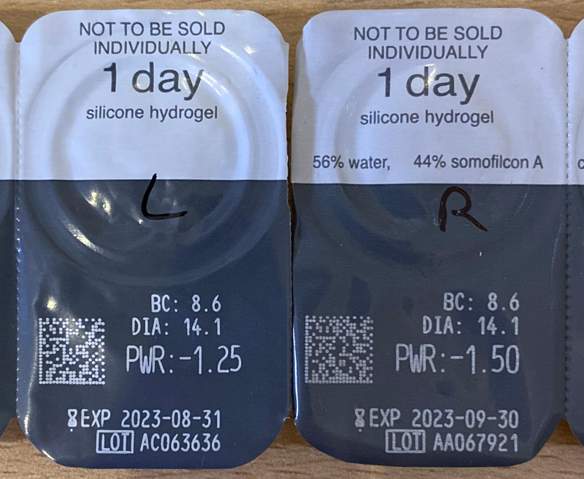 NOT TO BE SOLD
INDIVIDUALLY
1 day
silicone hydrogel
L
BC: 8.6
DIA: 14.1
PWR:-1.25
EXP 2023-08-31
LOT AC063636
NOT TO BE SOLD
INDIVIDUALLY
1 day
silicone hydrogel
56% water, 44% somofilcon A
R
BC: 8.6
DIA: 14.1
PWR:-1.50
EXP 2023-09-30
LOT AA067921